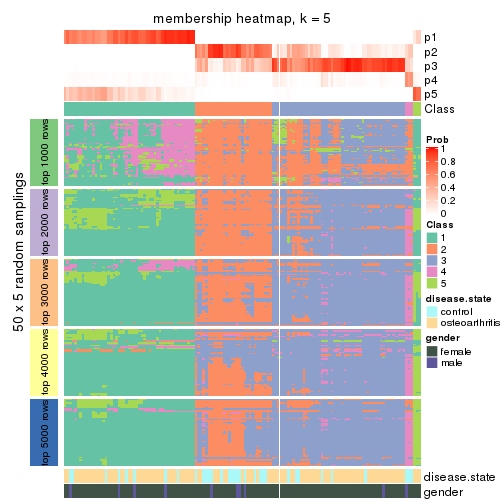 membership heatmap, k = 5
p1
p2
p3
p4
p5
Class
50 x 5 random samplings
top 1000 rows
top 2000 rows
top 3000 rows
top 4000 rows
top 5000 rows
disease.state
gender
Prob
1
0.8
0.6
0.4
0.2
0
Class
1
2
3
4
5
disease.state
control
osteoarthritis
gender
female
male